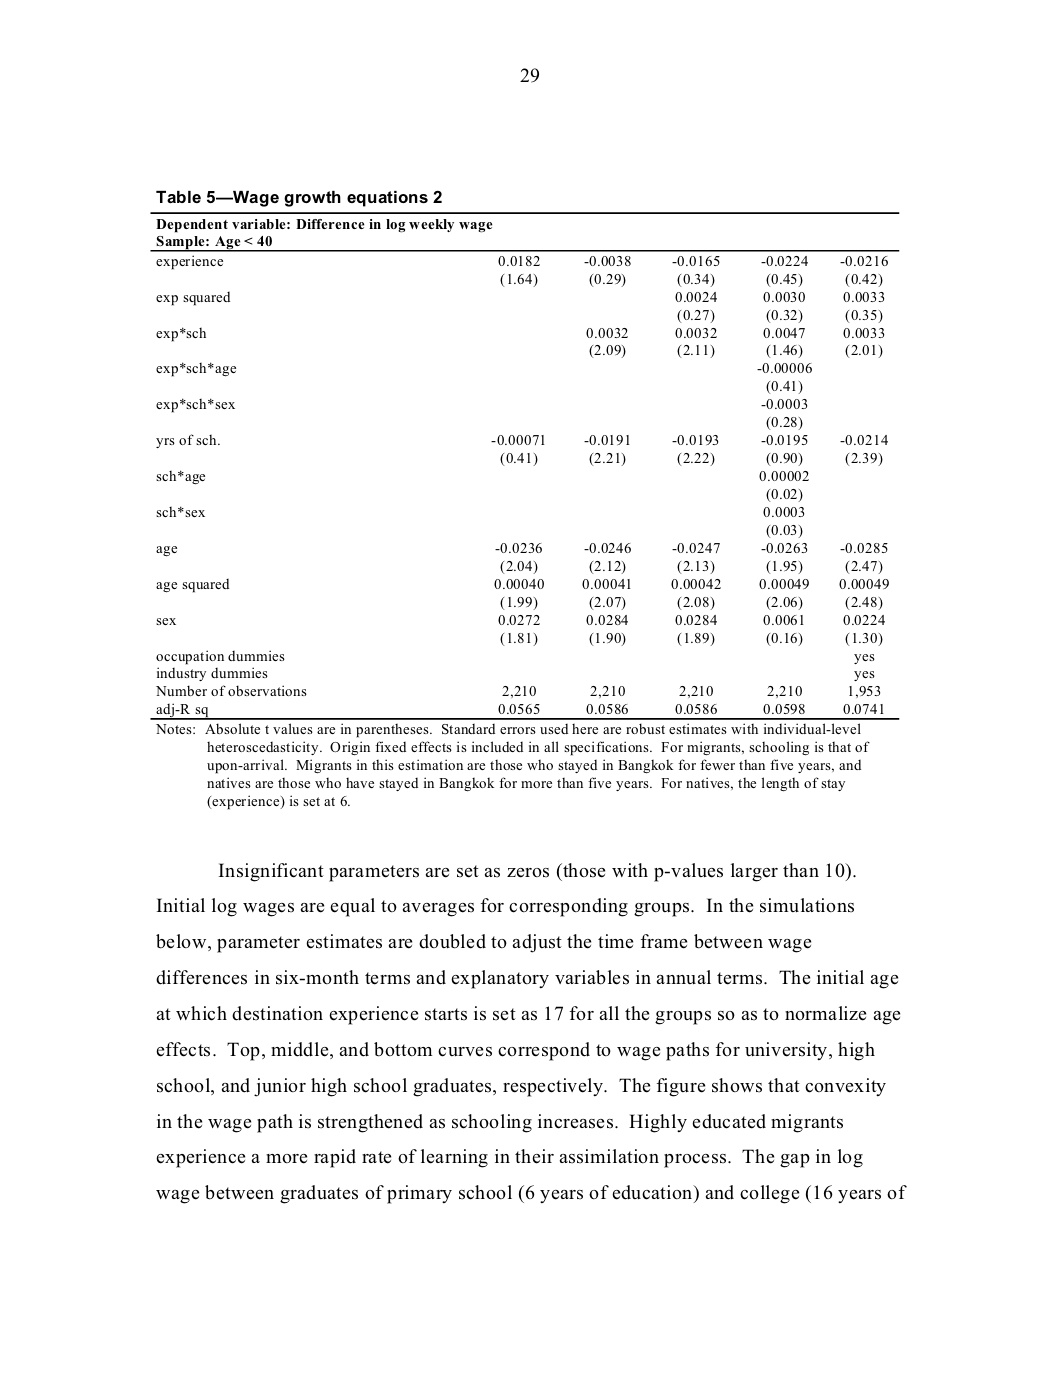 29
Table 5—Wage growth equations 2
Dependent variable: Difference in log weekly wage
Sample: Age < 40
experience 0.0182 -0.0038 -0.0165 -0.0224 -0.0216
(1.64) (0.29) (0.34) (0.45) (0.42)
exp squared 0.0024 0.0030 0.0033
(0.27) (0.32) (0.35)
exp*sch 0.0032 0.0032 0.0047 0.0033
(2.09) (2.11) (1.46) (2.01)
exp*sch*age -0.00006
(0.41)
exp*sch*sex -0.0003
(0.28)
yrs of sch. -0.00071 -0.0191 -0.0193 -0.0195 -0.0214
(0.41) (2.21) (2.22) (0.90) (2.39)
sch*age 0.00002
(0.02)
sch*sex 0.0003
(0.03)
age -0.0236 -0.0246 -0.0247 -0.0263 -0.0285
(2.04) (2.12) (2.13) (1.95) (2.47)
age squared 0.00040 0.00041 0.00042 0.00049 0.00049
(1.99) (2.07) (2.08) (2.06) (2.48)
sex 0.0272 0.0284 0.0284 0.0061 0.0224
(1.81) (1.90) (1.89) (0.16) (1.30)
occupation dummies yes
industry dummies yes
Number of observations 2,210 2,210 2,210 2,210 1,953
adj-R sq 0.0565 0.0586 0.0586 0.0598 0.0741
Notes: Absolute t values are in parentheses. Standard errors used here are robust estimates with individual-level
heteroscedasticity. Origin fixed effects is included in all specifications. For migrants, schooling is that of
upon-arrival. Migrants in this estimation are those who stayed in Bangkok for fewer than five years, and
natives are those who have stayed in Bangkok for more than five years. For natives, the length of stay
(experience) is set at 6.
Insignificant parameters are set as zeros (those with p-values larger than 10).
Initial log wages are equal to averages for corresponding groups. In the simulations
below, parameter estimates are doubled to adjust the time frame between wage
differences in six-month terms and explanatory variables in annual terms. The initial age
at which destination experience starts is set as 17 for all the groups so as to normalize age
effects. Top, middle, and bottom curves correspond to wage paths for university, high
school, and junior high school graduates, respectively. The figure shows that convexity
in the wage path is strengthened as schooling increases. Highly educated migrants
experience a more rapid rate of learning in their assimilation process. The gap in log
wage between graduates of primary school (6 years of education) and college (16 years of